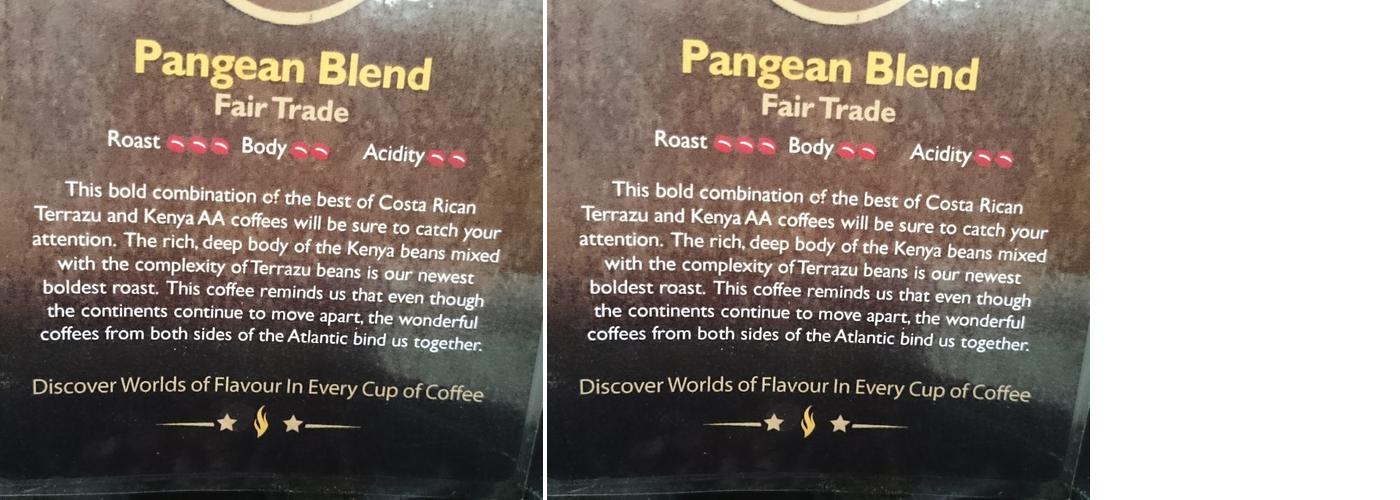 Pangean Blend
Fair Trade
Roast Body Acidity
This bold combination of the best of Costa Rican
Terrazu and Kenya AA coffees will be sure to catch your
attention. The rich, deep body of the Kenya beans mixed
with the complexity of Terrazu beans is our newest
boldest roast. This coffee reminds us that even though
the continents continue to move apart, the wonderful
coffees from both sides of the Atlantic bind us together.
Discover Worlds of Flavour In Every Cup of Coffee
Pangean Blend
Fair Trade
Roast Body Acidity
This bold combination of the best of Costa Rican
Terrazu and Kenya AA coffees will be sure to catch your
attention. The rich, deep body of the Kenya beans mixed
with the complexity of Terrazu beans is our newest
boldest roast. This coffee reminds us that even though
the continents continue to move apart, the wonderful
coffees from both sides of the Atlantic bind us together.
Discover Worlds of Flavour In Every Cup of Coffee